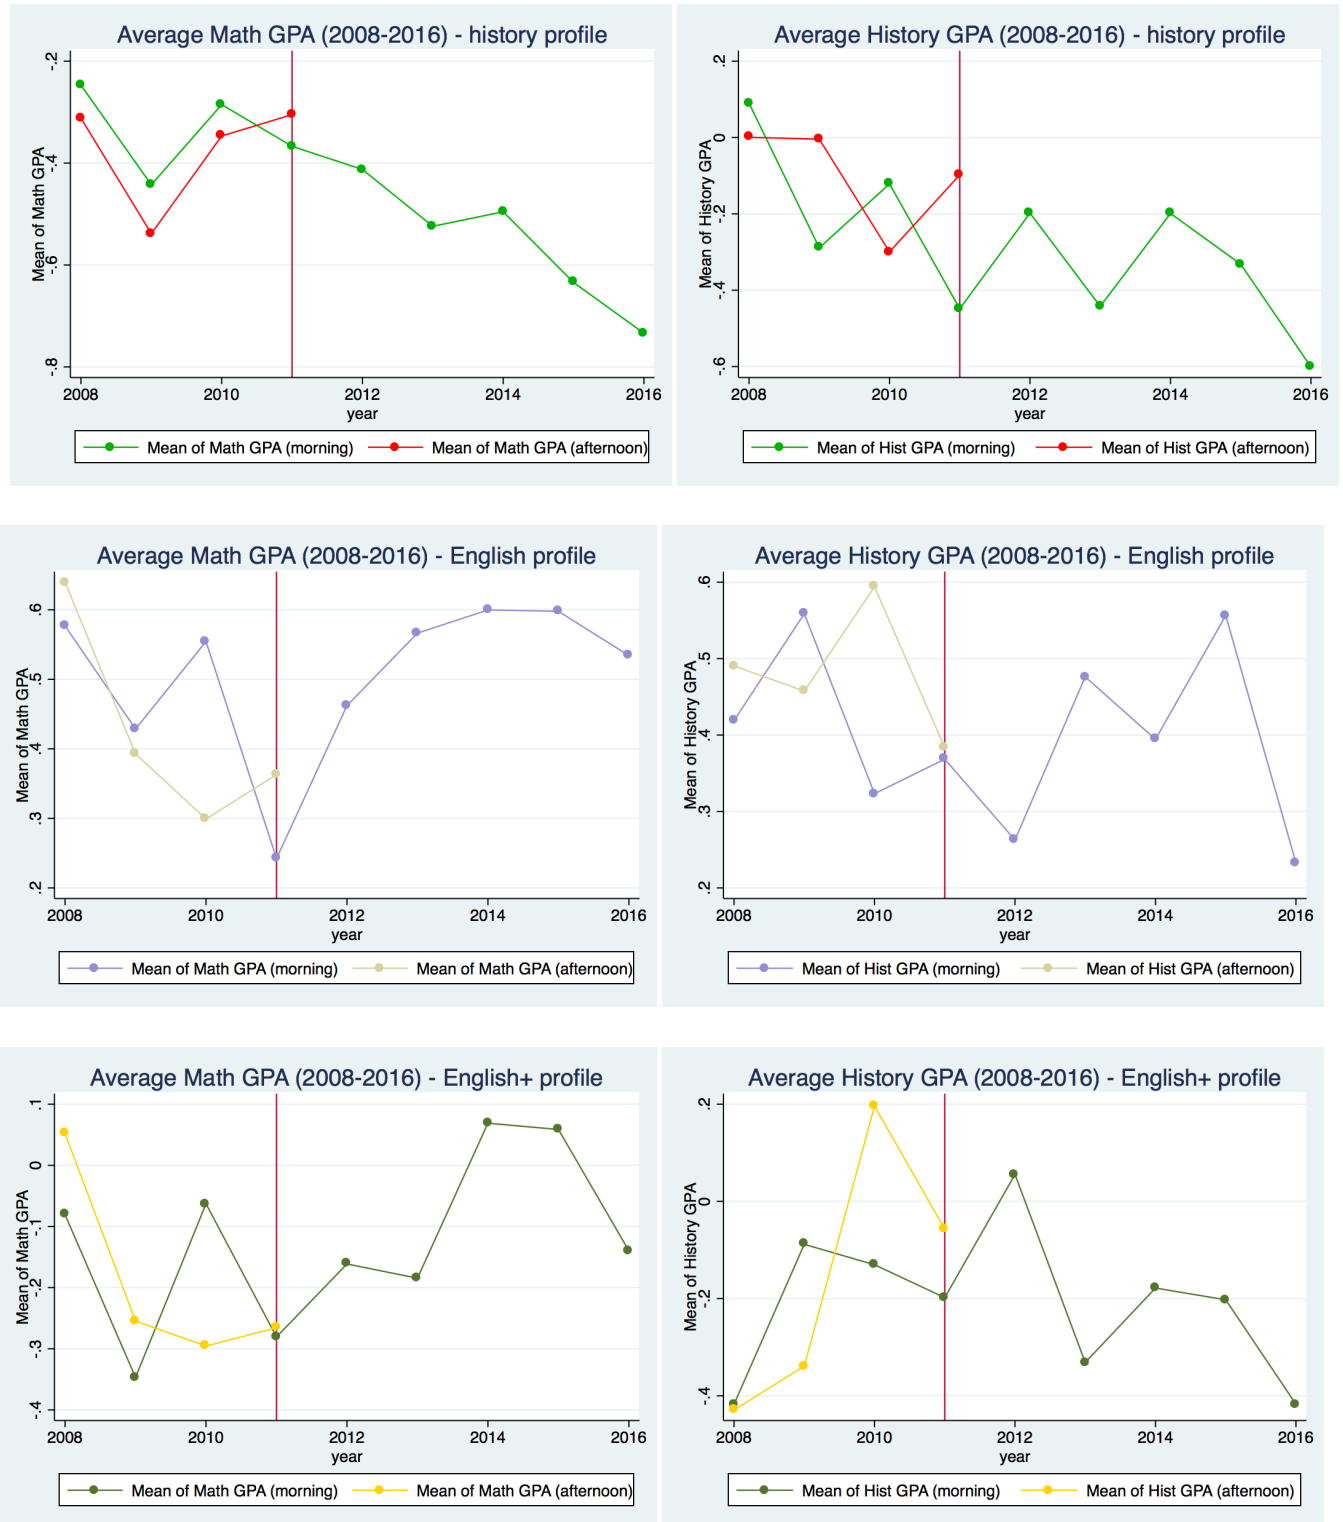 Average Math GPA (2008-2016) - history profile
Mean of Math GPA
-.2
-.4
-.6
-.8
2008 2010 2012 2014 2016
year
Mean of Math GPA (morning) Mean of Math GPA (afternoon)
Average History GPA (2008-2016) - history profile
Mean of History GPA
.2
0
-.2
-.4
-.6
2008 2010 2012 2014 2016
year
Mean of Hist GPA (morning) Mean of Hist GPA (afternoon)
Average Math GPA (2008-2016) - English profile
Mean of Math GPA
.6
.5
.4
.3
.2
2008 2010 2012 2014 2016
year
Mean of Math GPA (morning) Mean of Math GPA (afternoon)
Average History GPA (2008-2016) - English profile
Mean of History GPA
.6
.5
.4
.3
.2
2008 2010 2012 2014 2016
year
Mean of Hist GPA (morning) Mean of Hist GPA (afternoon)
Average Math GPA (2008-2016) - English+ profile
Mean of Math GPA
.1
0
-.1
-.2
-.3
-.4
2008 2010 2012 2014 2016
year
Mean of Math GPA (morning) Mean of Math GPA (afternoon)
Average History GPA (2008-2016) - English+ profile
Mean of History GPA
.2
0
-.2
-.4
2008 2010 2012 2014 2016
year
Mean of Hist GPA (morning) Mean of Hist GPA (afternoon)